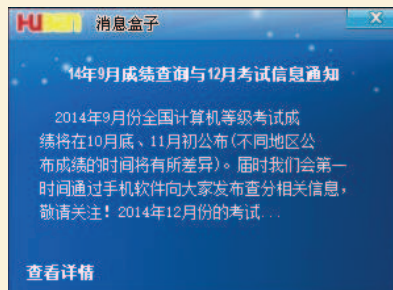 消息盒子
14年9月成绩查询与12月考试信息通知
2014年9月份全国计算机等级考试成
绩将在10月底、11月初公布(不同地区公
布成绩的时间将有所差异)。届时我们会第一
时间通过手机软件向大家发布查分相关信息,
敬请关注!2014年12月份的考试...
查看详情